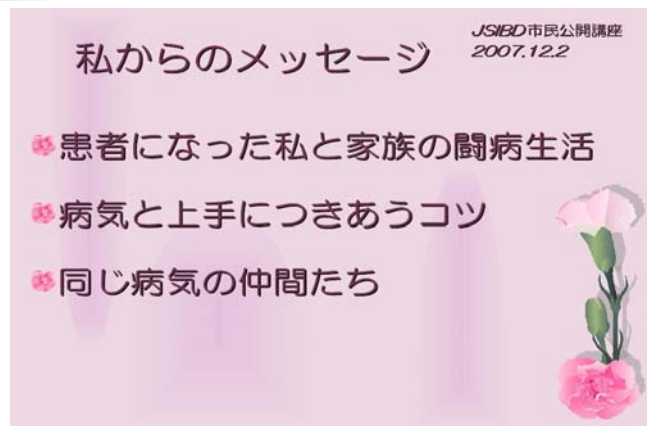 JSIBD市民公開講座
2007.12.2
私からのメッセージ
患者になった私と家族の闘病生活
病気と上手につきあうコツ
同じ病気の仲間たち